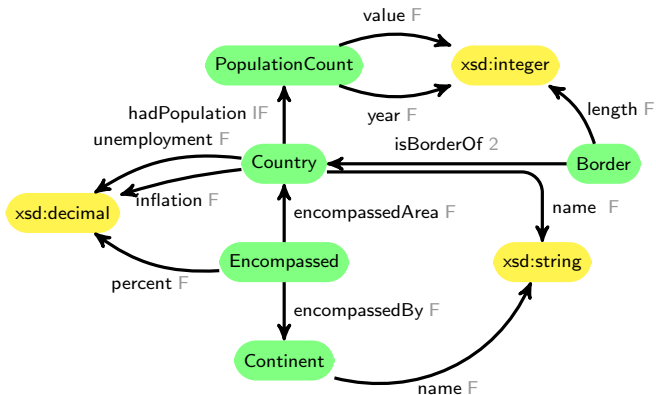 value F
PopulationCount
xsd:integer
hadPopulation IF
year F
length F
unemployment F
isBorderOf 2
Country
Border
inflation F
xsd:decimal
encompassedArea F
name F
Encompassed
xsd:string
percent F
encompassedBy F
Continent
name F